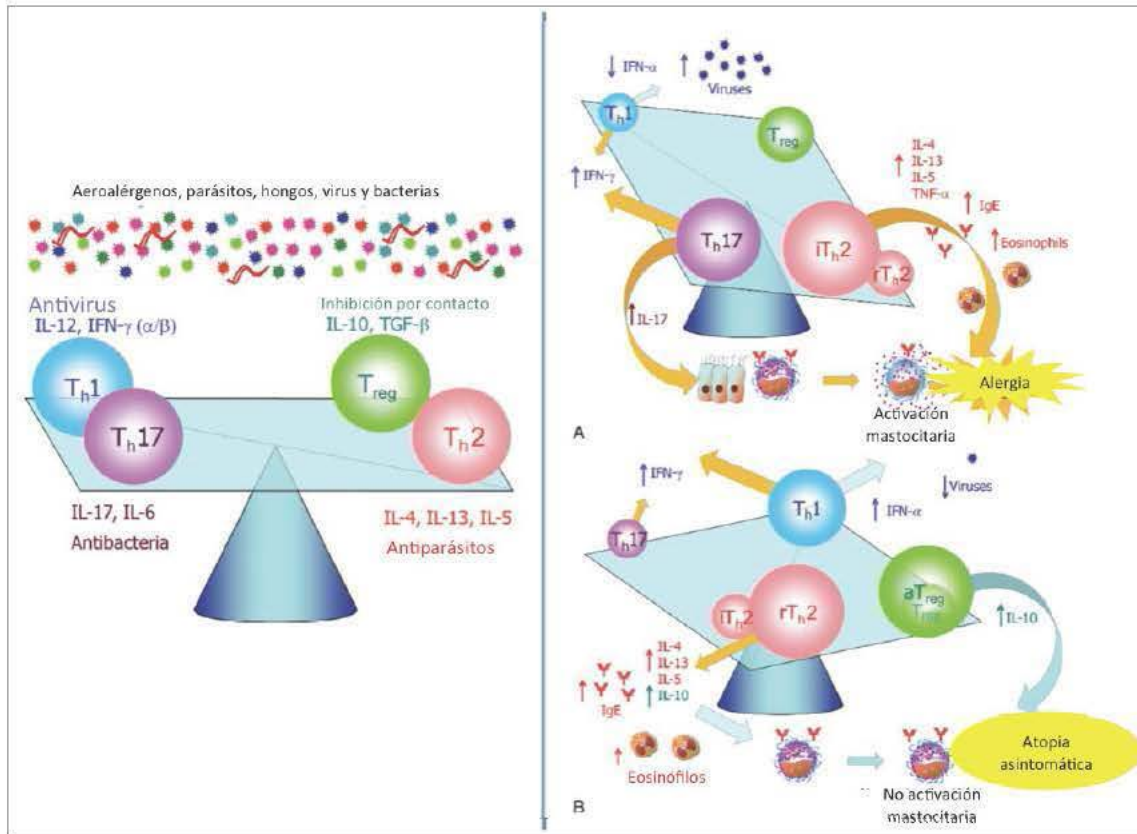 Aeroalérgenos, parásitos, hongos, virus y bacterias
Antivirus
IL-12, IFN-γ (α/β)
Inhibición por contacto
IL-10, TGF-β
Th1
Th17
Treg
Th2
IL-17, IL-6
Antibacteria
IL-4, IL-13, IL-5
Antiparásitos
↓ IFN-α
↑
Viruses
Th1
Treg
↑ IFN-γ
↑
IL-4
IL-13
IL-5
TNF-α
↑ IgE
↑ Eosinophils
Th17
iTh2
rTh2
↑ IL-17
Alergia
Activación
mastocitaria
A
↑ IFN-γ
Th1
↓ Viruses
↑ IFN-α
Th17
iTh2
rTh2
aTreg
Treg
↑ IL-10
↑ IL-4
IL-13
IL-5
↑ IL-10
↑
IgE
↑
Eosinófilos
Atopia
asintomática
No activación
mastocitaria
B